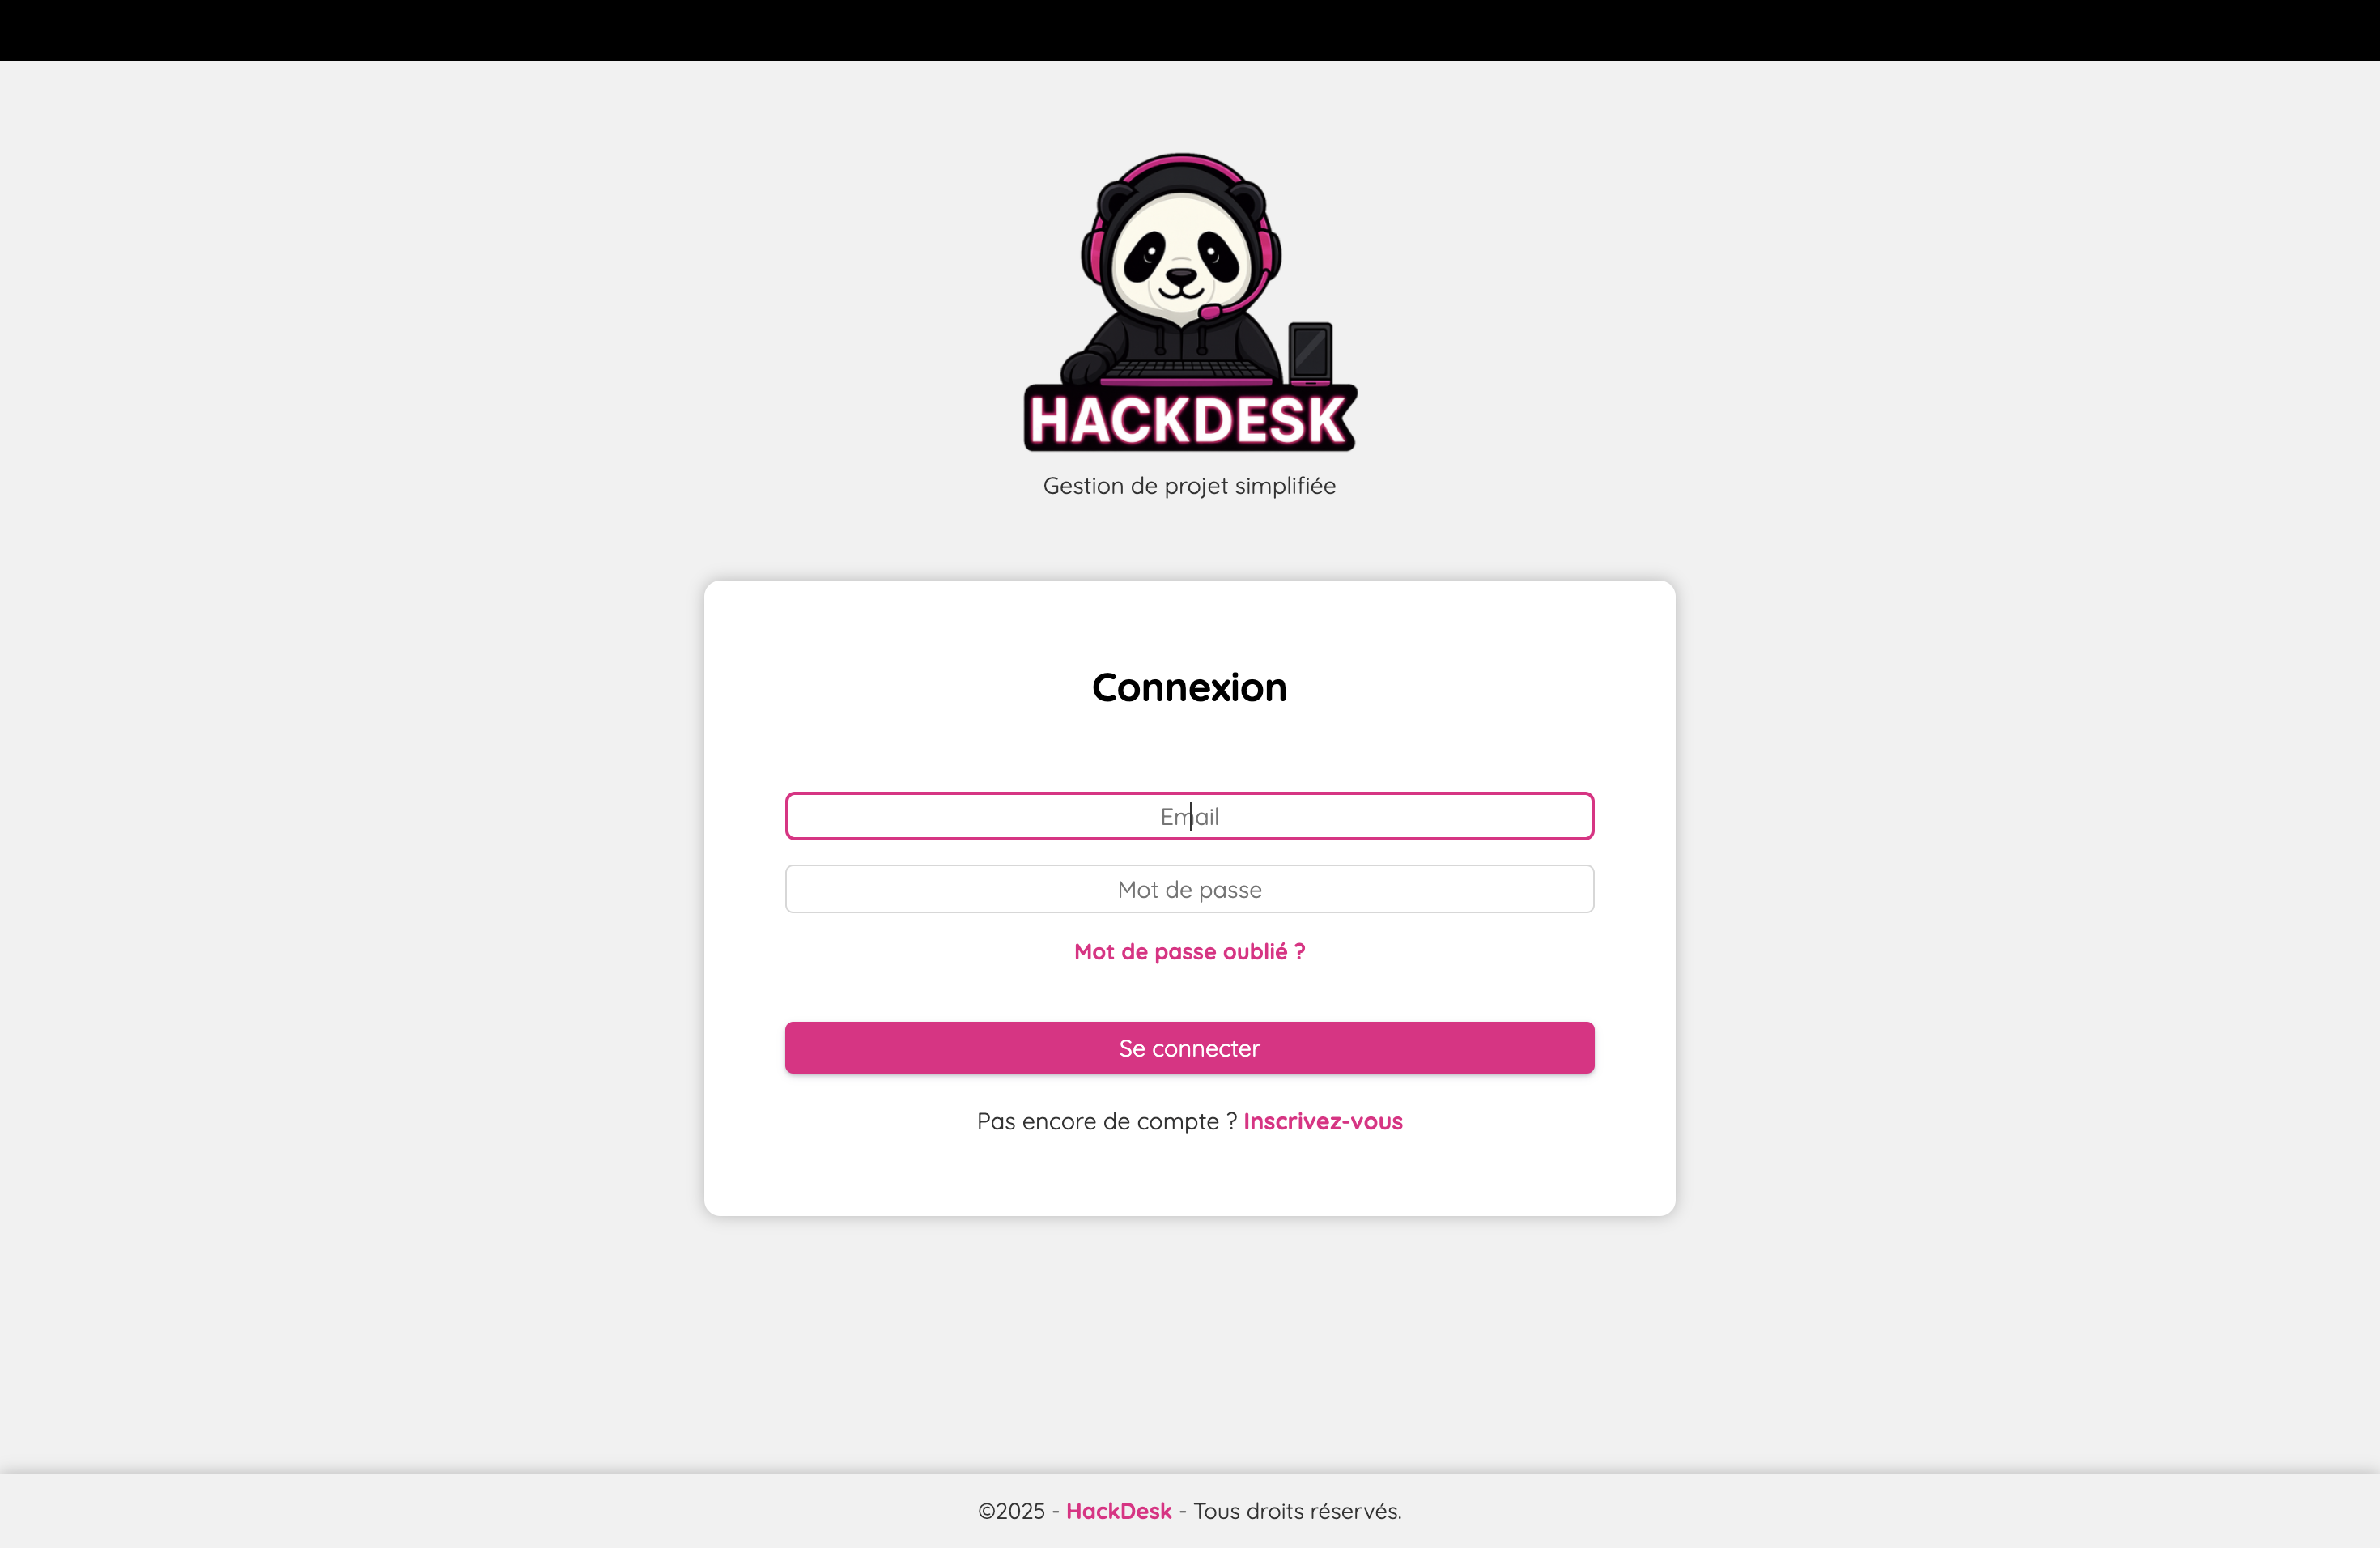 HACKDESK
Gestion de projet simplifiée
Connexion
Email
Mot de passe
Mot de passe oublié ?
Se connecter
Pas encore de compte ? Inscrivez-vous
©2025 - HackDesk - Tous droits réservés.